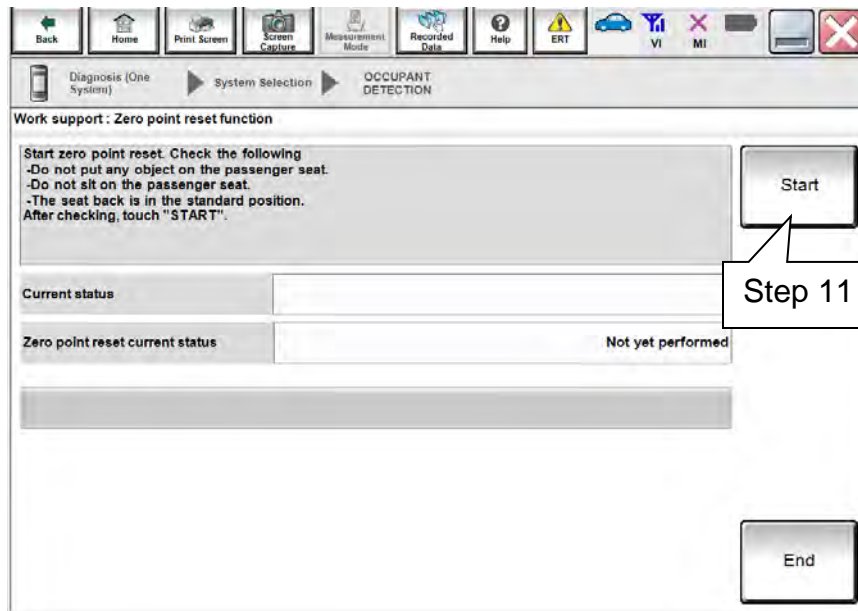 Back
Home
Print Screen
Screen
Capture
Measurement
Mode
Recorded
Data
Help
ERT
VI
MI
Diagnosis (One
System)
System Selection
OCCUPANT
DETECTION
Work support : Zero point reset function
Start zero point reset. Check the following
-Do not put any object on the passenger seat.
-Do not sit on the passenger seat.
-The seat back is in the standard position.
After checking, touch "START".
Start
Step 11
Current status
Zero point reset current status
Not yet performed
End